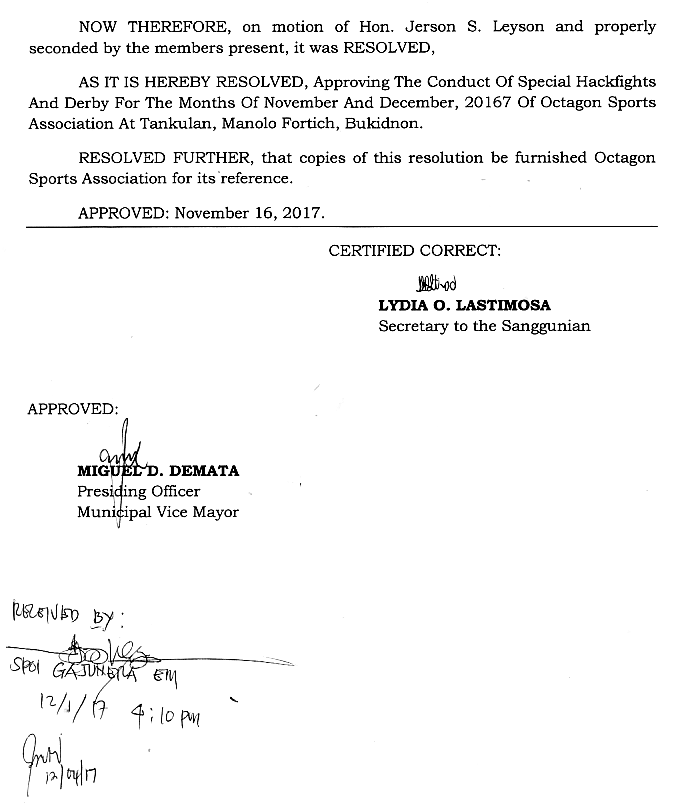 NOW THEREFORE, on motion of Hon. Jerson S. Leyson and properly
seconded by the members present, it was RESOLVED,
AS IT IS HEREBY RESOLVED, Approving The Conduct Of Special Hackfights
And Derby For The Months Of November And December, 20167 Of Octagon Sports
Association At Tankulan, Manolo Fortich, Bukidnon.
RESOLVED FURTHER, that copies of this resolution be furnished Octagon
Sports Association for its reference.
APPROVED: November 16, 2017.
CERTIFIED CORRECT:
LYDIA O. LASTIMOSA
Secretary to the Sanggunian
APPROVED:
MIGUEL D. DEMATA
Presiding Officer
Municipal Vice Mayor
RECEIVED BY:
SPO1 EM
12/1/17 4:10 PM
12/04/17